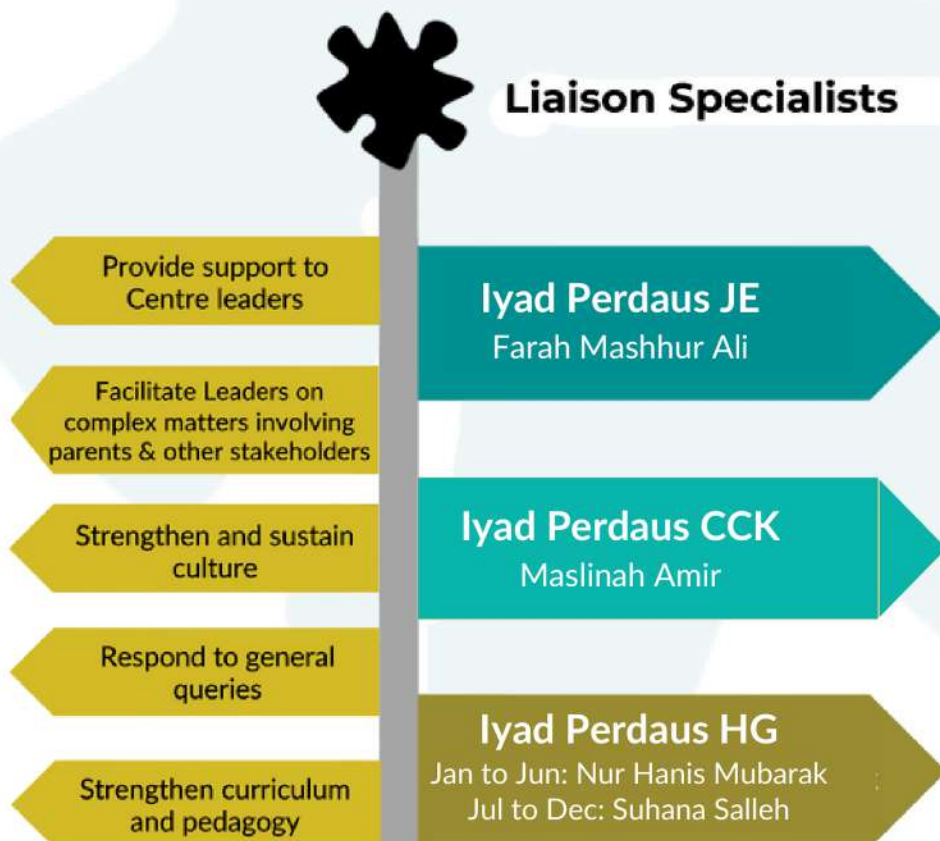 Liaison Specialists
Provide support to
Centre leaders
Facilitate Leaders on
complex matters involving
parents & other stakeholders
Strengthen and sustain
culture
Respond to general
queries
Strengthen curriculum
and pedagogy
Iyad Perdaus JE
Farah Mashhur Ali
Iyad Perdaus CCK
Maslinah Amir
Iyad Perdaus HG
Jan to Jun: Nur Hanis Mubarak
Jul to Dec: Suhana Salleh